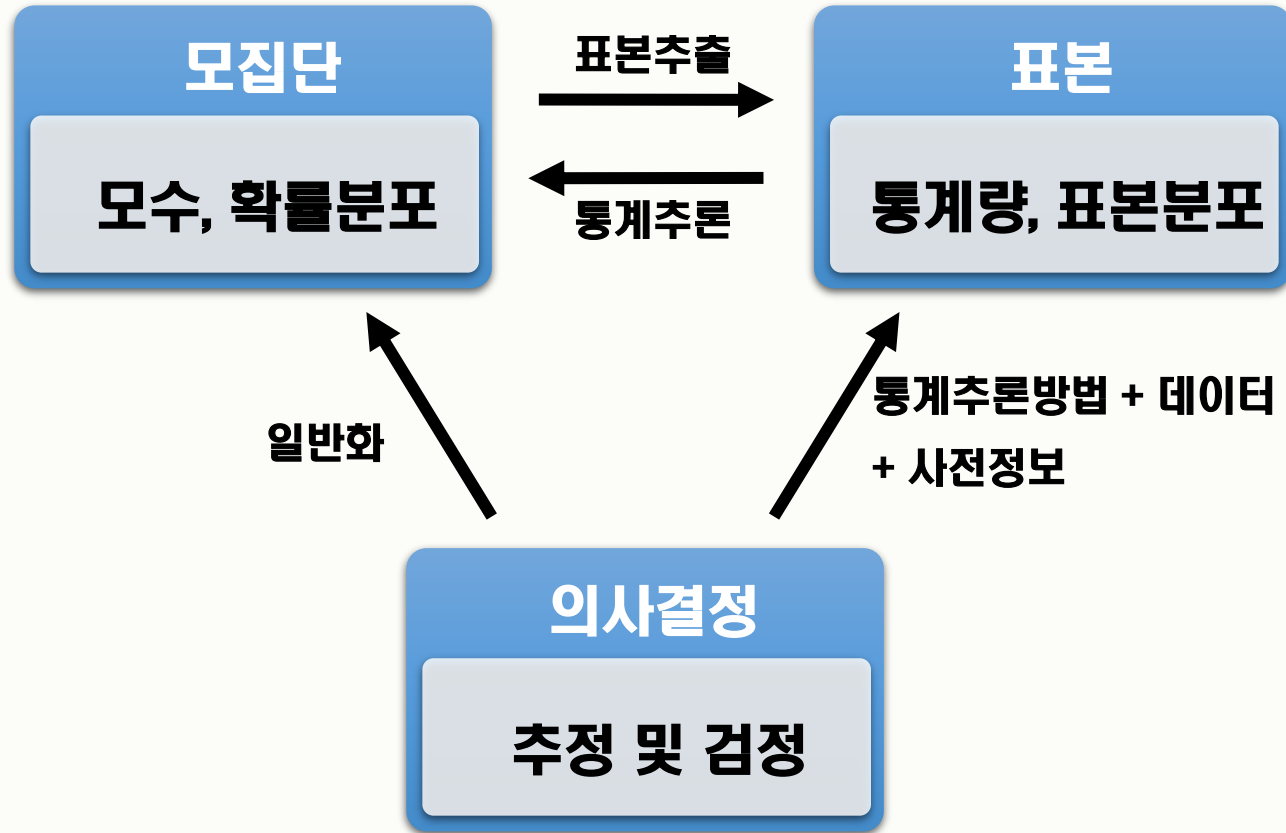 모집단
표본추출
표본
모수, 확률분포
통계추론
통계량, 표본분포
일반화
통계추론방법 + 데이터
+ 사전정보
의사결정
추정 및 검정